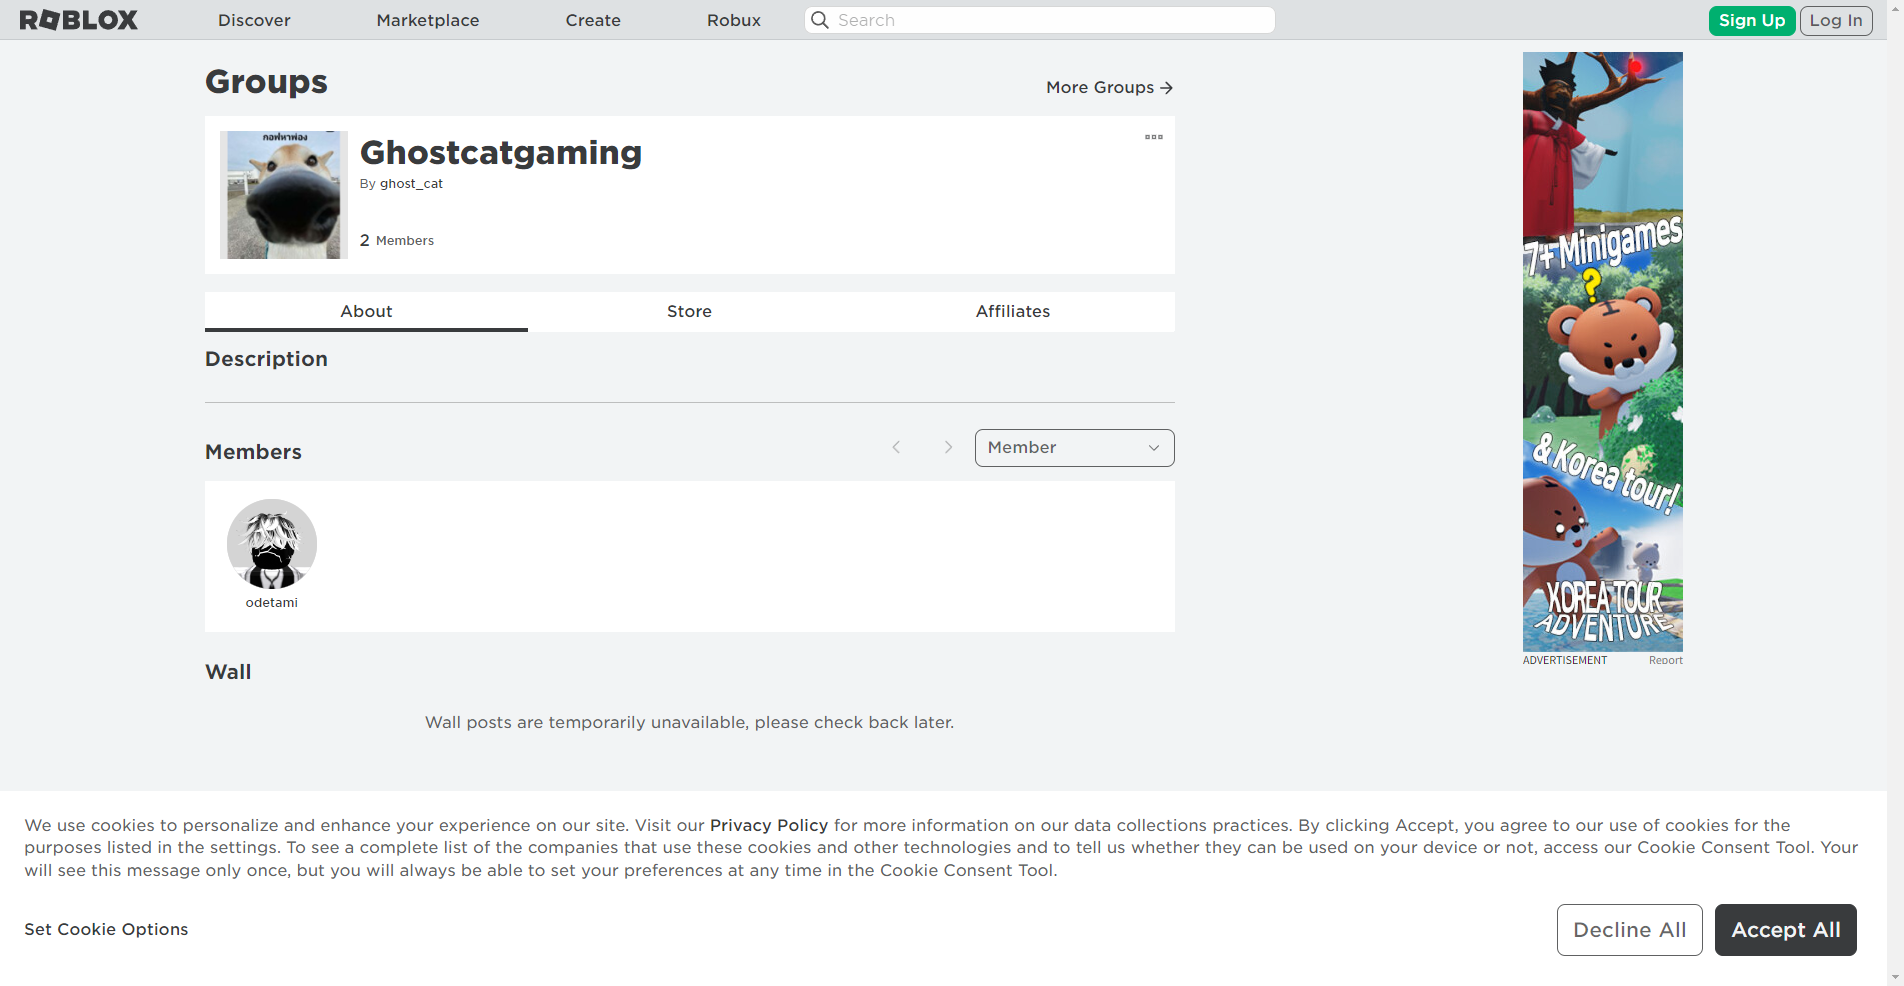 ROBLOX
Discover
Marketplace
Create
Robux
Search
Sign Up
Log In
Groups
More Groups →
กอฟหาพ่อง
Ghostcatgaming
By ghost_cat
2 Members
About
Store
Affiliates
Description
Members
Member
odetami
Wall
Wall posts are temporarily unavailable, please check back later.
7+ Minigames
?
& Korea tour!
KOREA TOUR
ADVENTURE
ADVERTISEMENT
Report
We use cookies to personalize and enhance your experience on our site. Visit our Privacy Policy for more information on our data collections practices. By clicking Accept, you agree to our use of cookies for the
purposes listed in the settings. To see a complete list of the companies that use these cookies and other technologies and to tell us whether they can be used on your device or not, access our Cookie Consent Tool. Your
will see this message only once, but you will always be able to set your preferences at any time in the Cookie Consent Tool.
Set Cookie Options
Decline All
Accept All